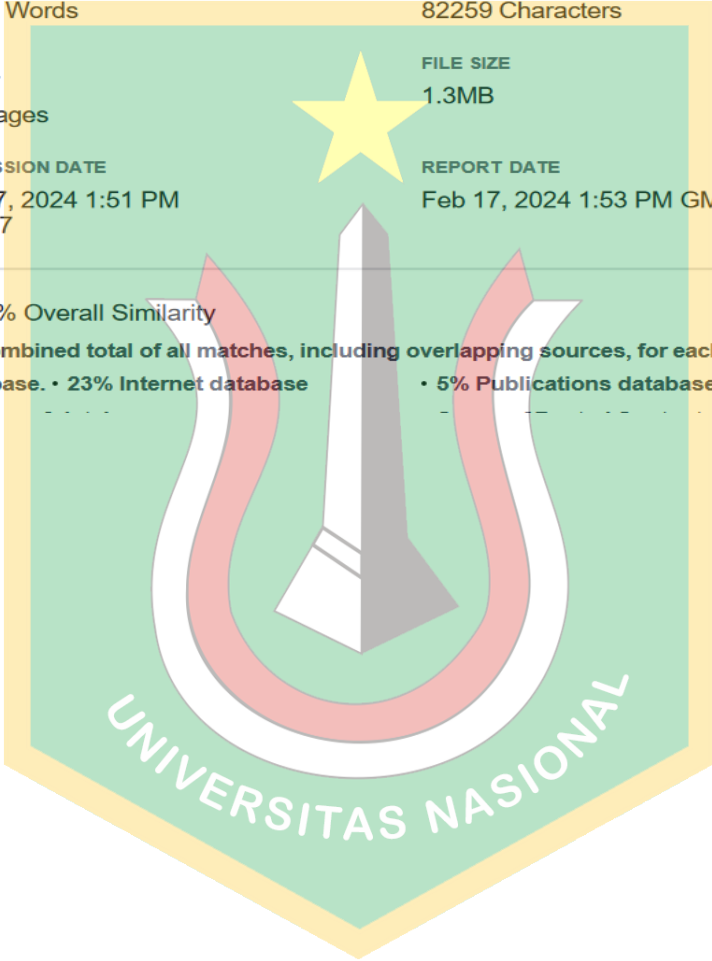 Words 82259 Characters
FILE SIZE
1.3MB
ages
SSION DATE REPORT DATE
7, 2024 1:51 PM Feb 17, 2024 1:53 PM GM
7
% Overall Similarity
mbined total of all matches, including overlapping sources, for eacl
ase. • 23% Internet database • 5% Publications database
UNIVERSITAS NASIONAL